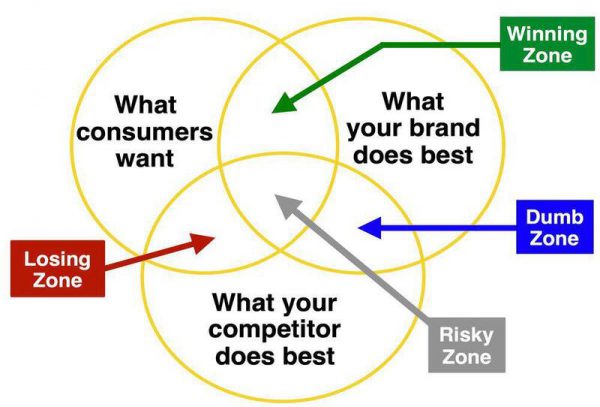 Winning
Zone
What
consumers
want
What
your brand
does best
Dumb
Zone
Losing
Zone
What your
competitor
does best
Risky
Zone